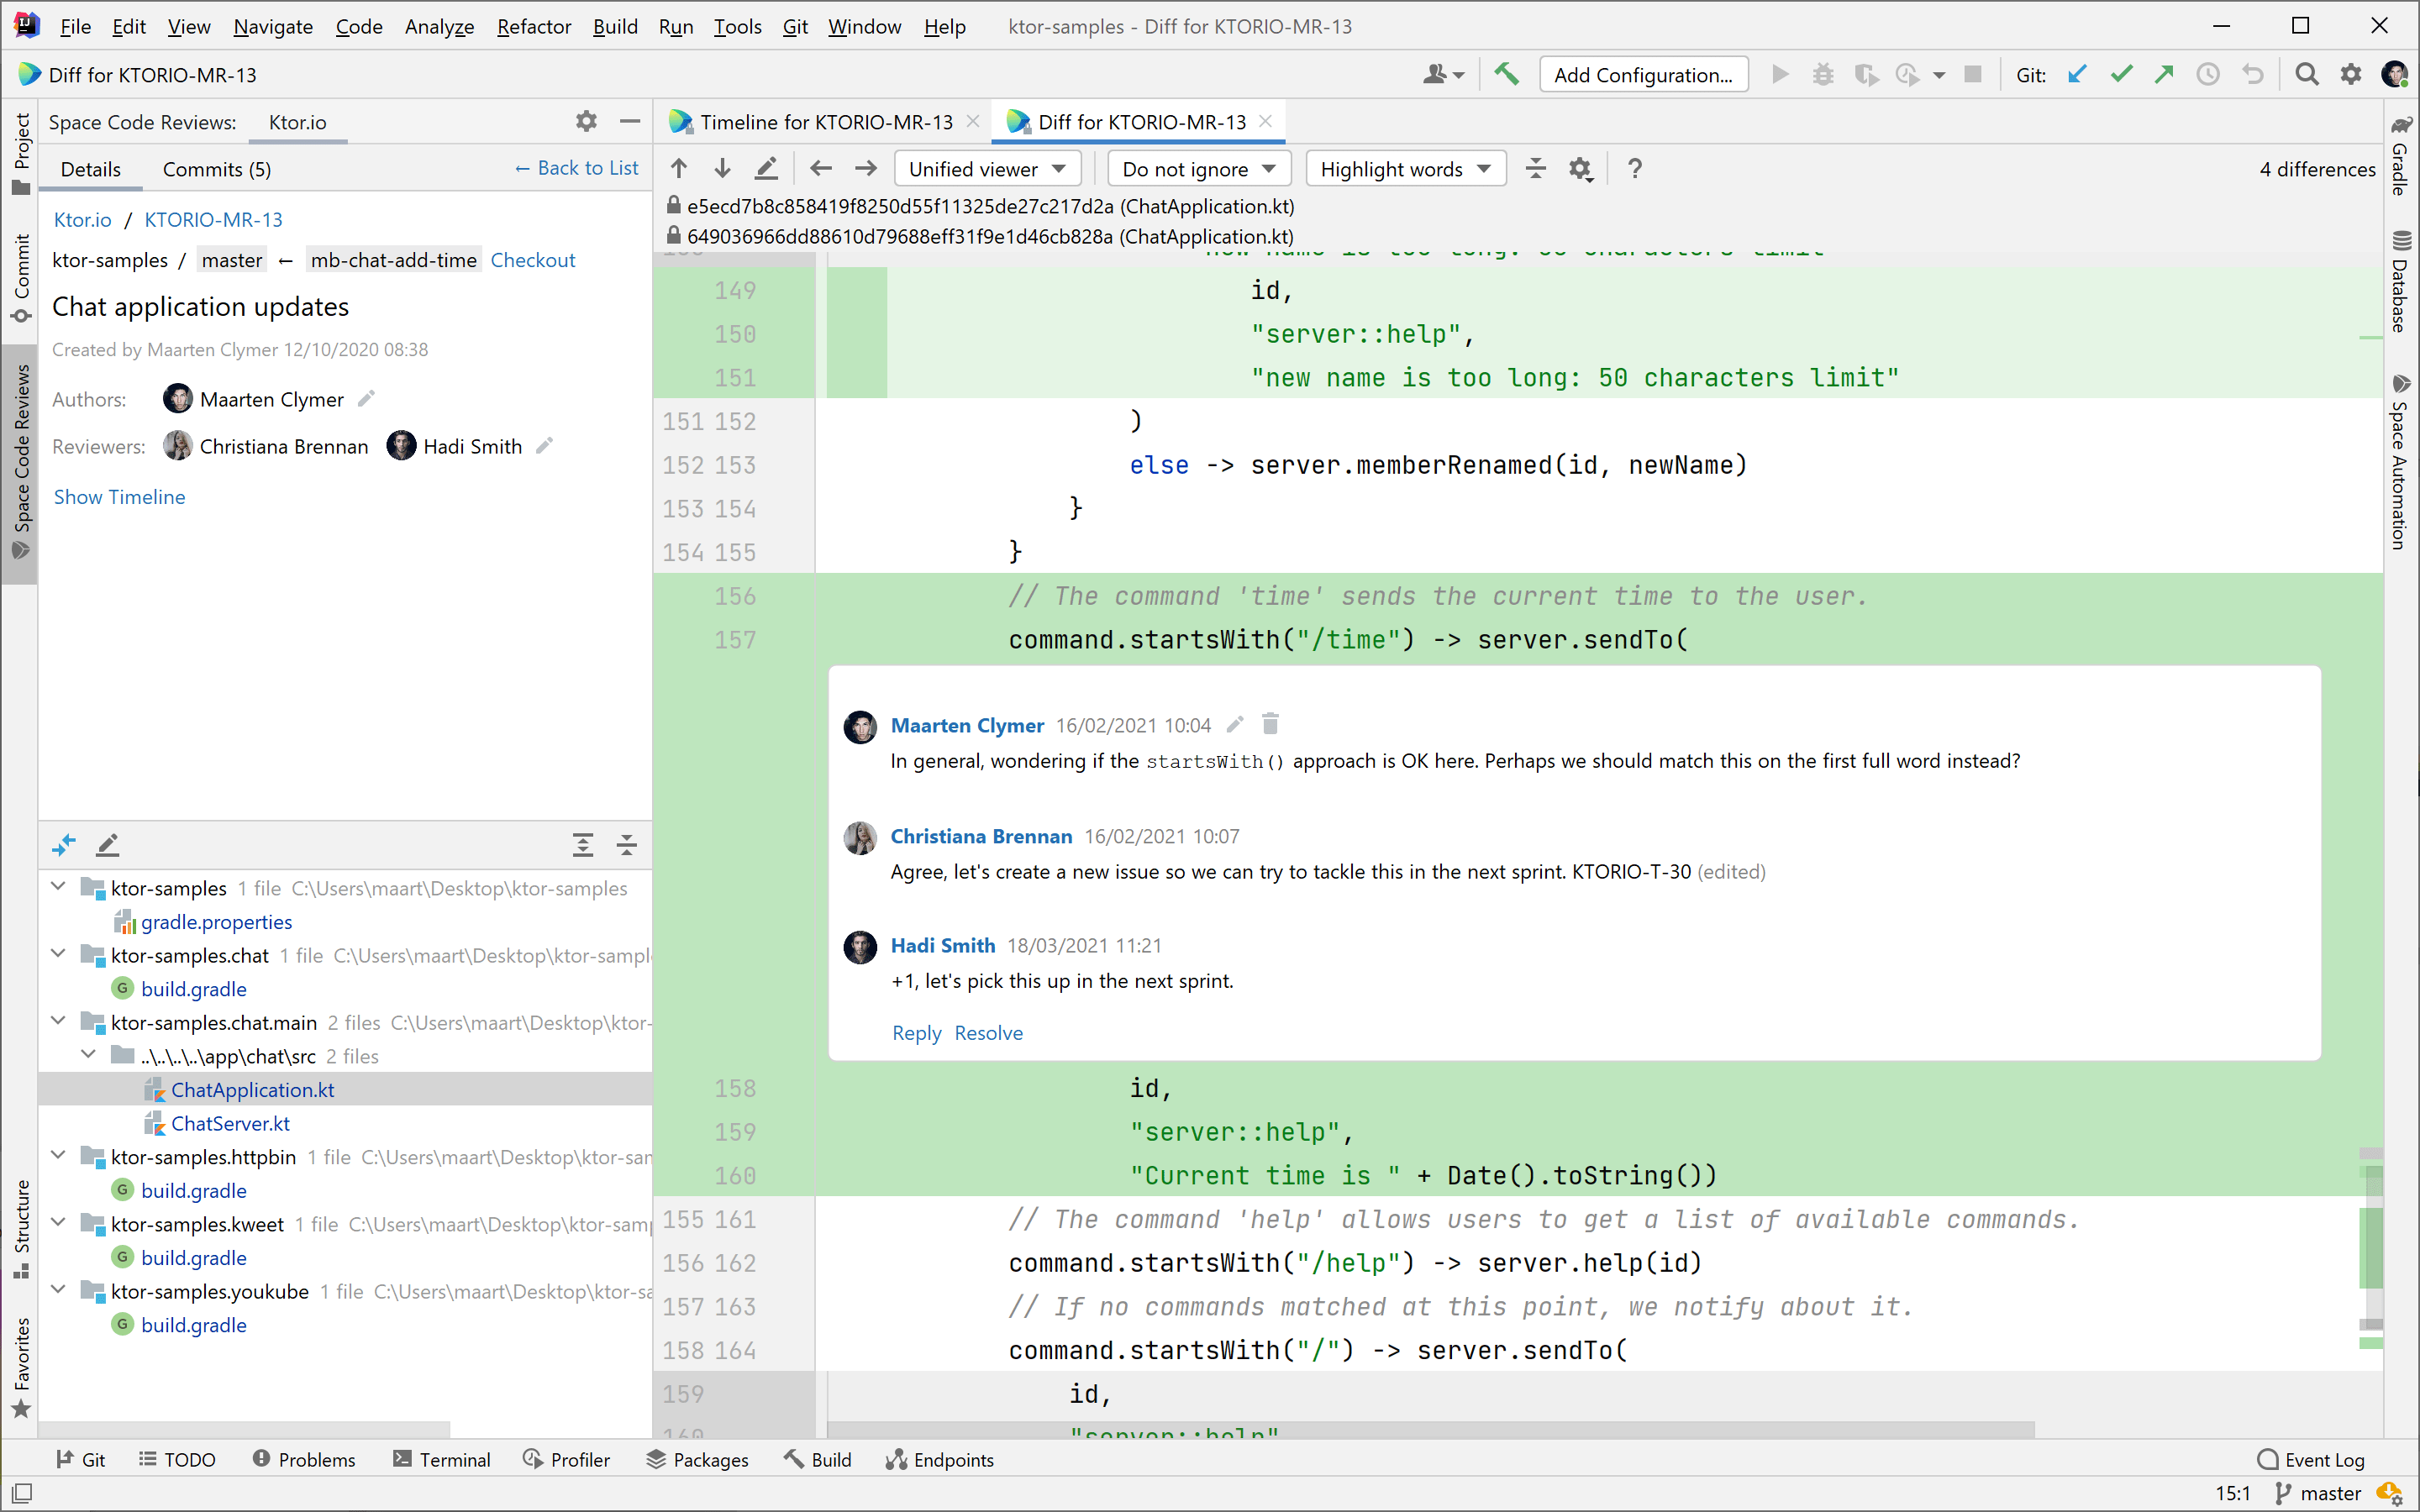 File Edit View Navigate Code Analyze Refactor Build Run Tools Git Window Help ktor-samples - Diff for KTORIO-MR-13
Diff for KTORIO-MR-13 Add Configuration... Git:
Space Code Reviews: Ktor.io
Timeline for KTORIO-MR-13 Diff for KTORIO-MR-13
Details Commits (5) ← Back to List
Unified viewer Do not ignore Highlight words ? 4 differences
e5ecd7b8c858419f8250d55f11325de27c217d2a (ChatApplication.kt)
649036966dd88610d79688eff31f9e1d46cb828a (ChatApplication.kt)
Project
Commit
Space Code Reviews
Structure
Favorites
Ktor.io / KTORIO-MR-13
ktor-samples / master ← mb-chat-add-time Checkout
Chat application updates
Created by Maarten Clymer 12/10/2020 08:38
Authors: Maarten Clymer
Reviewers: Christiana Brennan Hadi Smith
Show Timeline
ktor-samples 1 file C:\Users\maart\Desktop\ktor-samples
gradle.properties
ktor-samples.chat 1 file C:\Users\maart\Desktop\ktor-sampl
G build.gradle
ktor-samples.chat.main 2 files C:\Users\maart\Desktop\ktor-
..\..\..\..\app\chat\src 2 files
ChatApplication.kt
ChatServer.kt
ktor-samples.httpbin 1 file C:\Users\maart\Desktop\ktor-sar
G build.gradle
ktor-samples.kweet 1 file C:\Users\maart\Desktop\ktor-samp
G build.gradle
ktor-samples.youkube 1 file C:\Users\maart\Desktop\ktor-sa
G build.gradle
"new name is too long: 50 characters limit"
149 id,
150 "server::help",
151 "new name is too long: 50 characters limit"
151 152 )
152 153 else -> server.memberRenamed(id, newName)
153 154 }
154 155 }
156 // The command 'time' sends the current time to the user.
157 command.startsWith("/time") -> server.sendTo(
Maarten Clymer 16/02/2021 10:04
In general, wondering if the startsWith() approach is OK here. Perhaps we should match this on the first full word instead?
Christiana Brennan 16/02/2021 10:07
Agree, let's create a new issue so we can try to tackle this in the next sprint. KTORIO-T-30 (edited)
Hadi Smith 18/03/2021 11:21
+1, let's pick this up in the next sprint.
Reply Resolve
158 id,
159 "server::help",
160 "Current time is " + Date().toString())
155 161 // The command 'help' allows users to get a list of available commands.
156 162 command.startsWith("/help") -> server.help(id)
157 163 // If no commands matched at this point, we notify about it.
158 164 command.startsWith("/") -> server.sendTo(
159 id,
160 "server::help"
Gradle
Database
Space Automation
Git TODO Problems Terminal Profiler Packages Build Endpoints Event Log
15:1 master